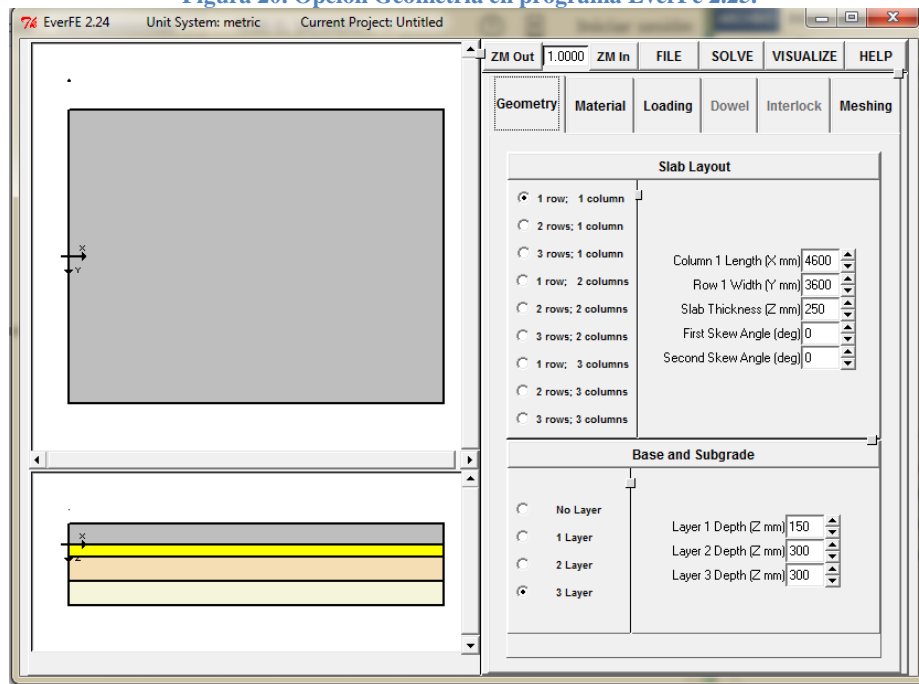 Figura 20. Opción Geometría en programa EverFe 2.23.
EverFE 2.24 Unit System: metric Current Project: Untitled
ZM Out 1.0000 ZM In FILE SOLVE VISUALIZE HELP
Geometry Material Loading Dowel Interlock Meshing
X
Y
Slab Layout
1 row; 1 column
2 rows; 1 column
3 rows; 1 column
1 row; 2 columns
2 rows; 2 columns
3 rows; 2 columns
1 row; 3 columns
2 rows; 3 columns
3 rows; 3 columns
Column 1 Length (X mm) 4600
Row 1 Width (Y mm) 3600
Slab Thickness (Z mm) 250
First Skew Angle (deg) 0
Second Skew Angle (deg) 0
X
Z
Base and Subgrade
No Layer
1 Layer
2 Layer
3 Layer
Layer 1 Depth (Z mm) 150
Layer 2 Depth (Z mm) 300
Layer 3 Depth (Z mm) 300